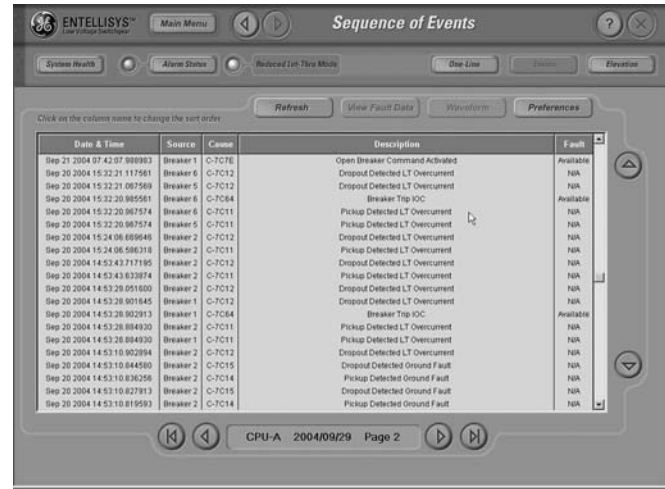 ENTELLISYS™
Low Voltage Switchgear
Main Menu
Sequence of Events
?
System Health
Alarm Status
Reduced Let-Thru Mode
One-Line
Events
Elevation
Refresh
View Fault Data
Waveform
Preferences
Click on the column name to change the sort order
Date & Time Source Cause Description Fault
Sep 21 2004 07:42:07.988983 Breaker 1 C-7C7E Open Breaker Command Activated Available
Sep 20 2004 15:32:21.117561 Breaker 6 C-7C12 Dropout Detected LT Overcurrent N/A
Sep 20 2004 15:32:21.067569 Breaker 5 C-7C12 Dropout Detected LT Overcurrent N/A
Sep 20 2004 15:32:20.985561 Breaker 6 C-7C64 Breaker Trip IOC Available
Sep 20 2004 15:32:20.967574 Breaker 6 C-7C11 Pickup Detected LT Overcurrent N/A
Sep 20 2004 15:32:20.967574 Breaker 5 C-7C11 Pickup Detected LT Overcurrent N/A
Sep 20 2004 15:24:06.689646 Breaker 2 C-7C12 Dropout Detected LT Overcurrent N/A
Sep 20 2004 15:24:06.586318 Breaker 2 C-7C11 Pickup Detected LT Overcurrent N/A
Sep 20 2004 14:53:43.717195 Breaker 2 C-7C12 Dropout Detected LT Overcurrent N/A
Sep 20 2004 14:53:43.633874 Breaker 2 C-7C11 Pickup Detected LT Overcurrent N/A
Sep 20 2004 14:53:29.051600 Breaker 2 C-7C12 Dropout Detected LT Overcurrent N/A
Sep 20 2004 14:53:28.901645 Breaker 1 C-7C12 Dropout Detected LT Overcurrent N/A
Sep 20 2004 14:53:28.902913 Breaker 1 C-7C64 Breaker Trip IOC Available
Sep 20 2004 14:53:28.884930 Breaker 2 C-7C11 Pickup Detected LT Overcurrent N/A
Sep 20 2004 14:53:28.884930 Breaker 1 C-7C11 Pickup Detected LT Overcurrent N/A
Sep 20 2004 14:53:10.902894 Breaker 2 C-7C12 Dropout Detected LT Overcurrent N/A
Sep 20 2004 14:53:10.844580 Breaker 2 C-7C15 Dropout Detected Ground Fault N/A
Sep 20 2004 14:53:10.836256 Breaker 2 C-7C14 Pickup Detected Ground Fault N/A
Sep 20 2004 14:53:10.827913 Breaker 2 C-7C15 Dropout Detected Ground Fault N/A
Sep 20 2004 14:53:10.819593 Breaker 2 C-7C14 Pickup Detected Ground Fault N/A
CPU-A 2004/09/29 Page 2